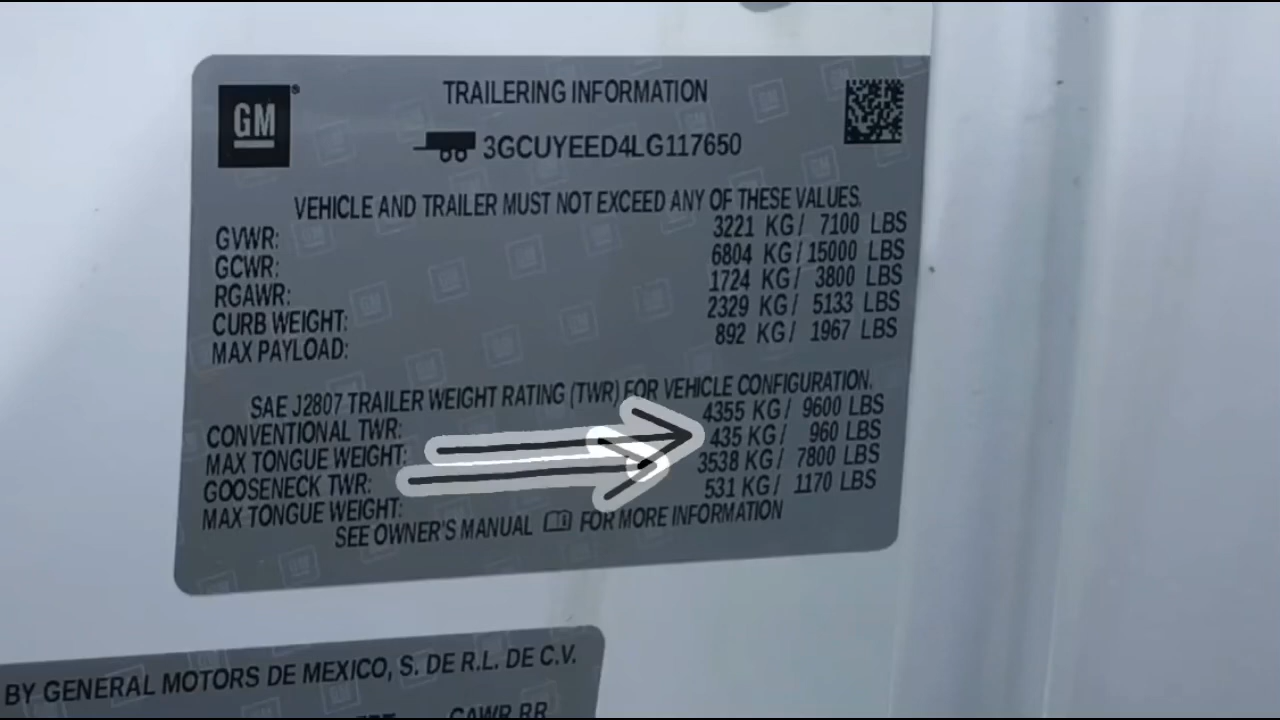 GM
TRAILERING INFORMATION
3GCUYEED4LG117650
VEHICLE AND TRAILER MUST NOT EXCEED ANY OF THESE VALUES.
GVWR: 3221 KG/ 7100 LBS
GCWR: 6804 KG/ 15000 LBS
RGAWR: 1724 KG/ 3800 LBS
CURB WEIGHT: 2329 KG/ 5133 LBS
MAX PAYLOAD: 892 KG/ 1967 LBS
SAE J2807 TRAILER WEIGHT RATING (TWR) FOR VEHICLE CONFIGURATION.
CONVENTIONAL TWR: 4355 KG/ 9600 LBS
MAX TONGUE WEIGHT: 435 KG/ 960 LBS
GOOSENECK TWR: 3538 KG/ 7800 LBS
MAX TONGUE WEIGHT: 531 KG/ 1170 LBS
SEE OWNER'S MANUAL FOR MORE INFORMATION
BY GENERAL MOTORS DE MEXICO, S. DE R.L. DE C.V.
GAWR RR